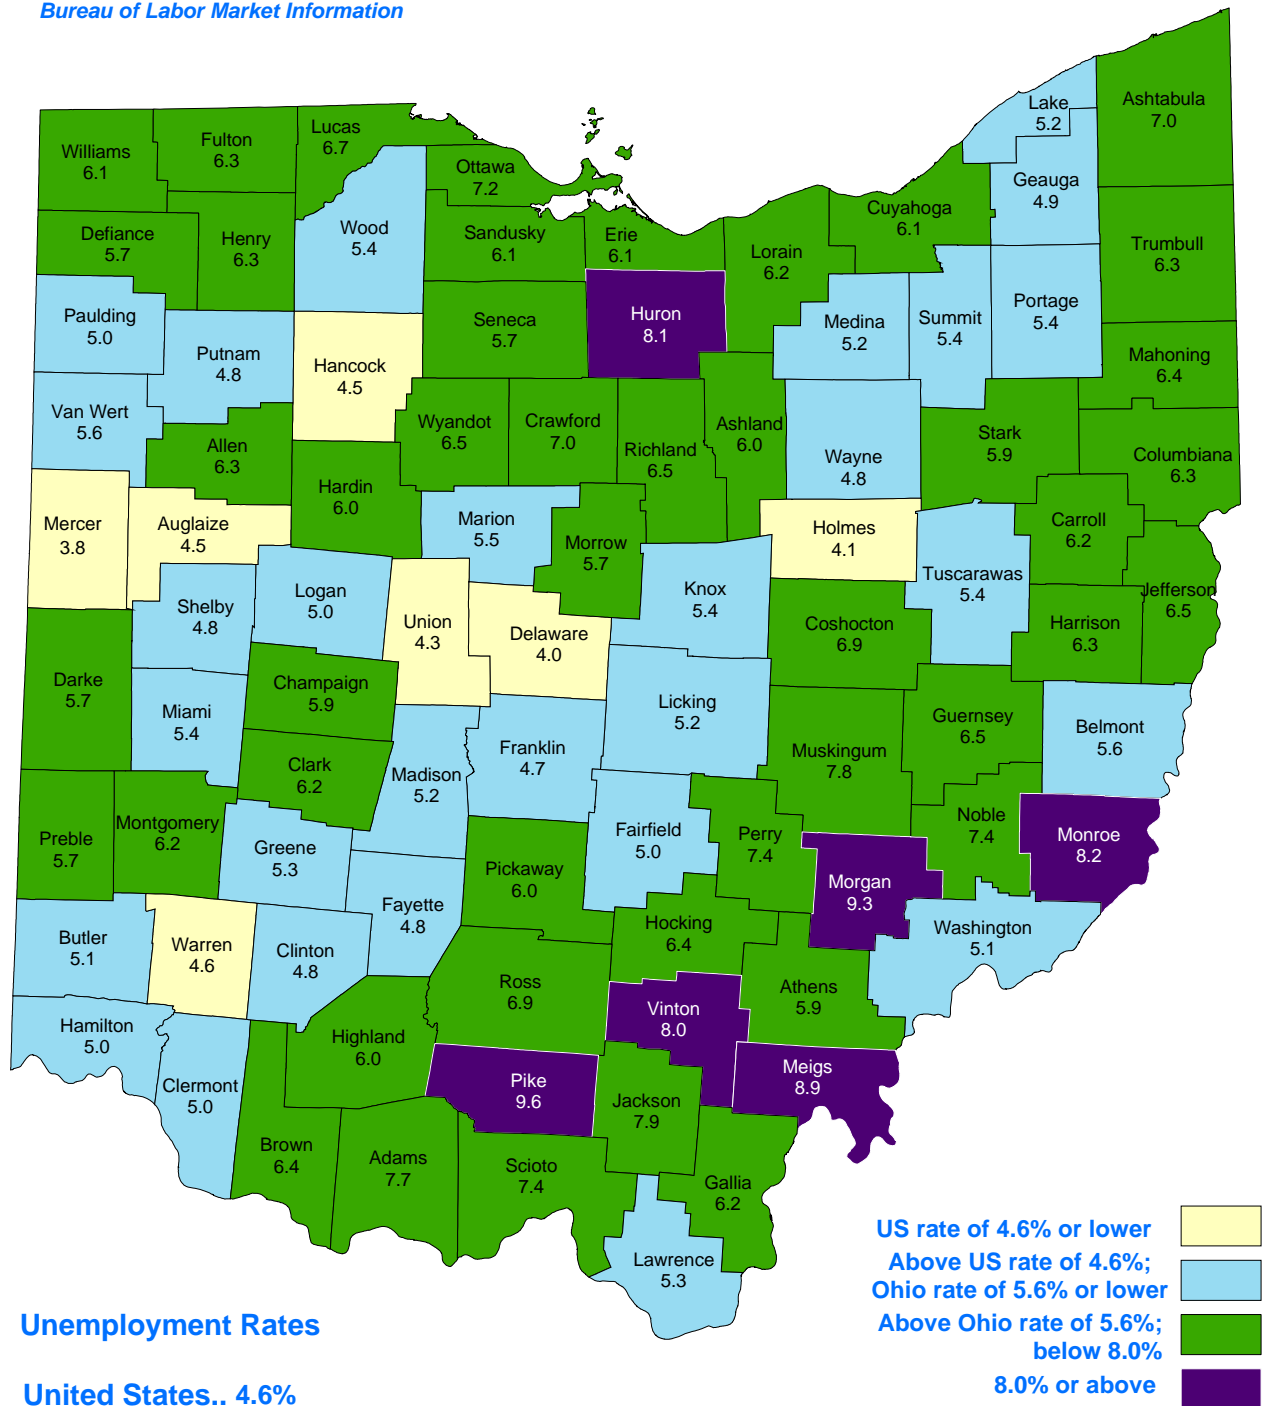 Bureau of Labor Market Information
Lake
5.2
Ashtabula
7.0
Lucas
6.7
Fulton
6.3
Williams
6.1
Ottawa
7.2
Geauga
4.9
Cuyahoga
6.1
Wood
5.4
Sandusky
6.1
Erie
6.1
Defiance
5.7
Henry
6.3
Lorain
6.2
Trumbull
6.3
Paulding
5.0
Huron
8.1
Seneca
5.7
Medina
5.2
Summit
5.4
Portage
5.4
Putnam
4.8
Hancock
4.5
Mahoning
6.4
Van Wert
5.6
Wyandot
6.5
Crawford
7.0
Richland
6.5
Ashland
6.0
Stark
5.9
Allen
6.3
Wayne
4.8
Columbiana
6.3
Hardin
6.0
Mercer
3.8
Auglaize
4.5
Marion
5.5
Morrow
5.7
Holmes
4.1
Carroll
6.2
Tuscarawas
5.4
Jefferson
6.5
Logan
5.0
Knox
5.4
Shelby
4.8
Union
4.3
Delaware
4.0
Coshocton
6.9
Harrison
6.3
Darke
5.7
Champaign
5.9
Licking
5.2
Miami
5.4
Guernsey
6.5
Belmont
5.6
Franklin
4.7
Muskingum
7.8
Clark
6.2
Madison
5.2
Preble
5.7
Montgomery
6.2
Greene
5.3
Fairfield
5.0
Perry
7.4
Noble
7.4
Monroe
8.2
Pickaway
6.0
Morgan
9.3
Fayette
4.8
Hocking
6.4
Washington
5.1
Butler
5.1
Warren
4.6
Clinton
4.8
Ross
6.9
Athens
5.9
Vinton
8.0
Hamilton
5.0
Highland
6.0
Meigs
8.9
Clermont
5.0
Pike
9.6
Jackson
7.9
Brown
6.4
Adams
7.7
Scioto
7.4
Gallia
6.2
Lawrence
5.3
US rate of 4.6% or lower
Above US rate of 4.6%;
Ohio rate of 5.6% or lower
Above Ohio rate of 5.6%;
below 8.0%
8.0% or above
Unemployment Rates
United States.. 4.6%